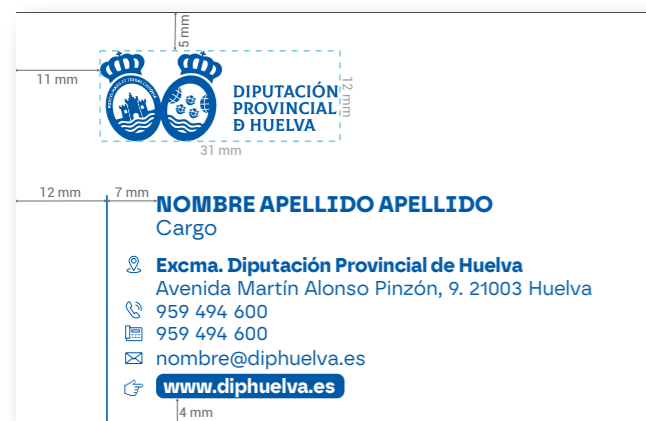 5 mm
11 mm
DIPUTACIÓN
PROVINCIAL
Đ HUELVA
12 mm
31 mm
12 mm
7 mm
NOMBRE APELLIDO APELLIDO
Cargo
Excma. Diputación Provincial de Huelva
Avenida Martín Alonso Pinzón, 9. 21003 Huelva
959 494 600
959 494 600
nombre@diphuelva.es
www.diphuelva.es
4 mm